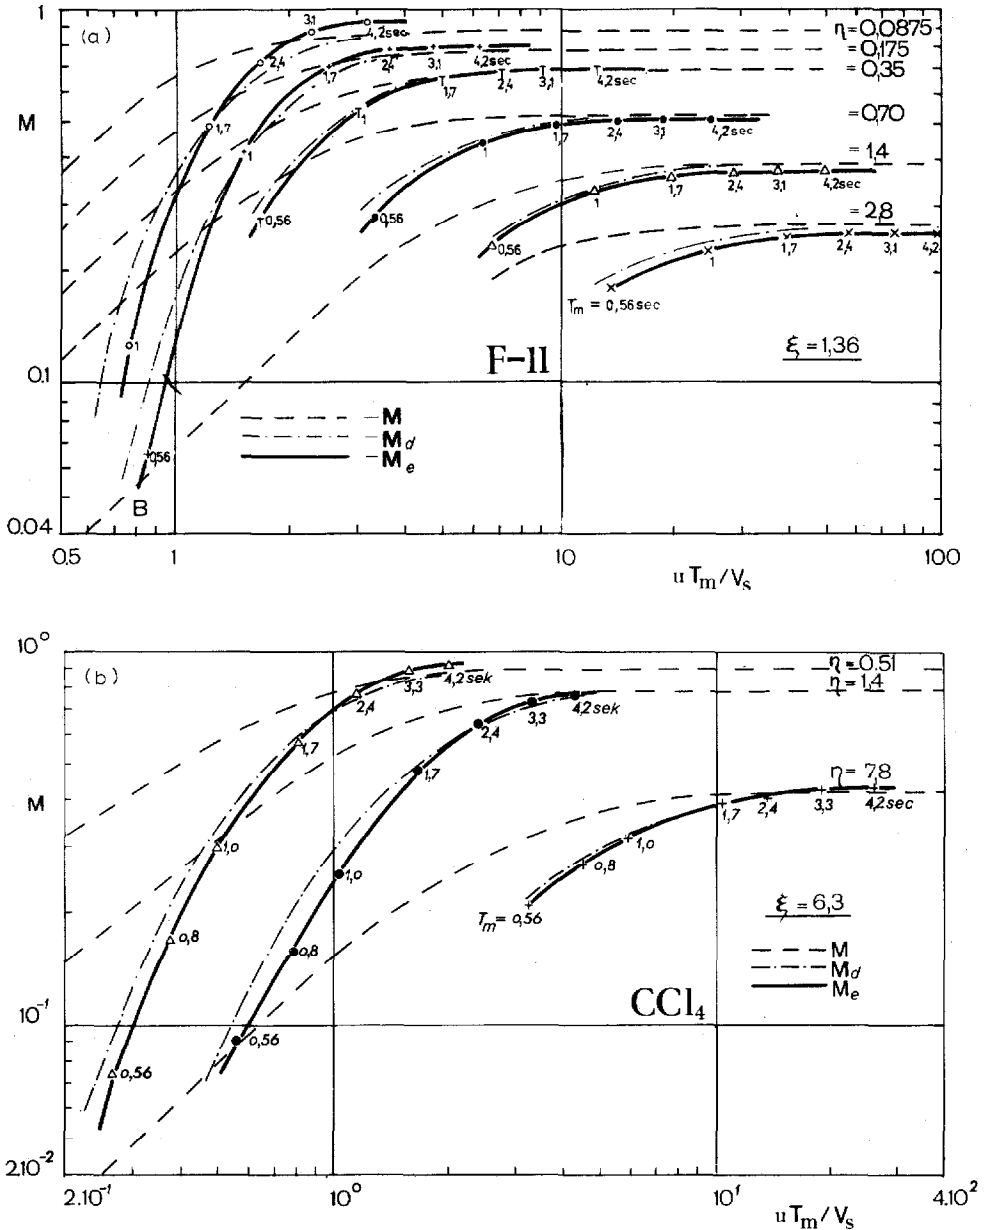 1
(a)
M
0.1
0.04
0.5
1
10
100
u Tm/Vs
3,1
4,2sec
2,4
1,7
1
1,7
2,4
3,1
4,2sec
1
0,56
B
1,7
2,4
3,1
4,2sec
1
0,56
1,7
2,4
3,1
4,2sec
1
0,56
1,7
2,4
3,1
4,2sec
1
0,56
1,7
2,4
3,1
4,2
1
Tm = 0,56sec
η=0,0875
=0,175
=0,35
=0,70
=1,4
=2,8
ξ = 1,36
F-11
M
Md
Me
10⁰
(b)
M
10⁻¹
2.10⁻²
2.10⁻¹
10⁰
10¹
4.10²
u Tm/Vs
3,3
4,2sek
2,4
1,7
1,0
0,8
0,56
3,3
4,2sek
2,4
1,7
1,0
0,8
0,56
1,7
2,4
3,3
4,2sec
1,0
0,8
Tm= 0,56
η=0.51
η=1,4
η=7,8
ξ = 6,3
M
Md
Me
CCl₄